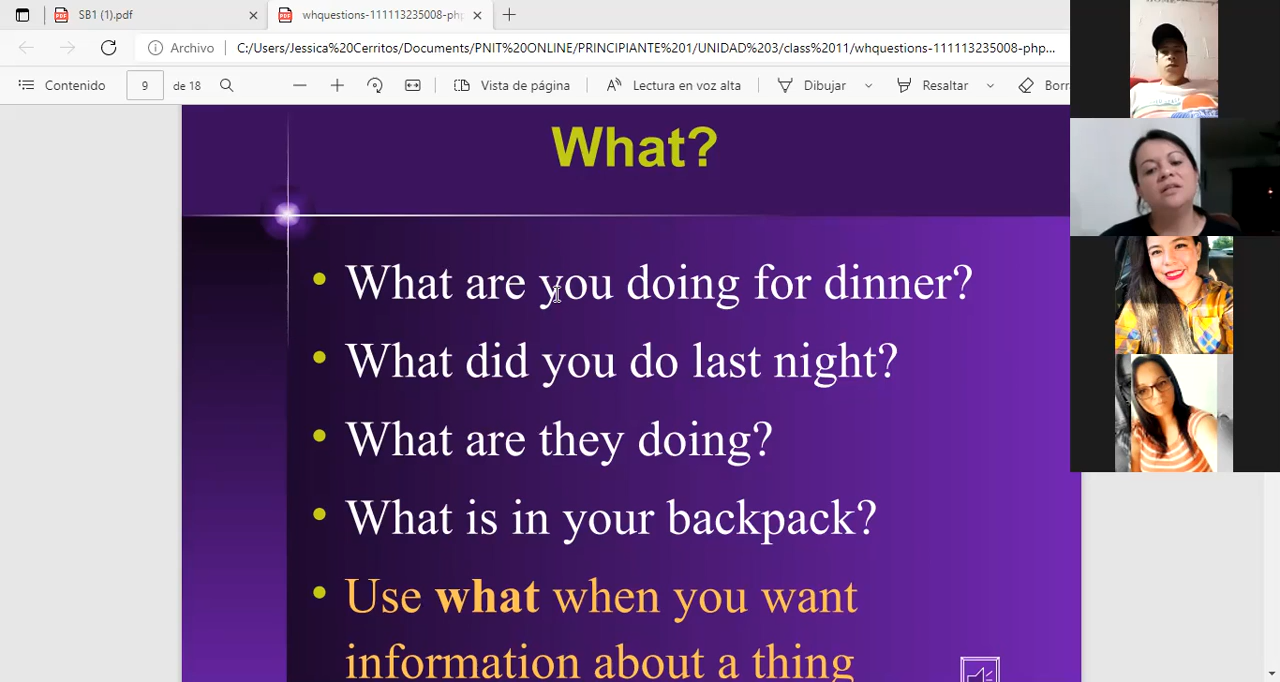 SB1 (1).pdf
whquestions-111113235008-php
Archivo
C:/Users/Jessica%20Cerritos/Documents/PNIT%20ONLINE/PRINCIPIANTE%201/UNIDAD%203/class%2011/whquestions-111113235008-php...
Contenido 9 de 18 Vista de página Lectura en voz alta Dibujar Resaltar Borr
What?
• What are you doing for dinner?
• What did you do last night?
• What are they doing?
• What is in your backpack?
• Use what when you want
information about a thing